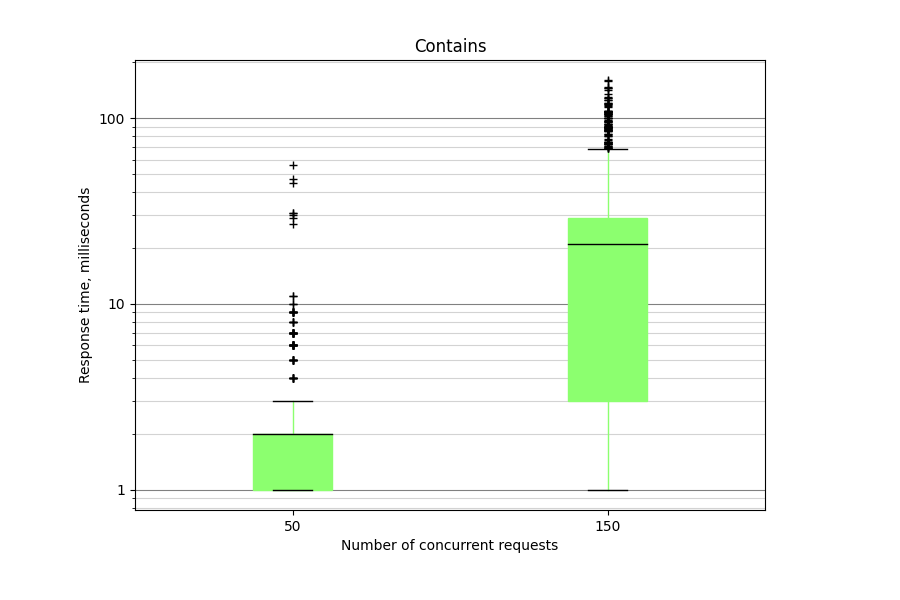 Contains
Response time, milliseconds
100
10
1
50
150
Number of concurrent requests